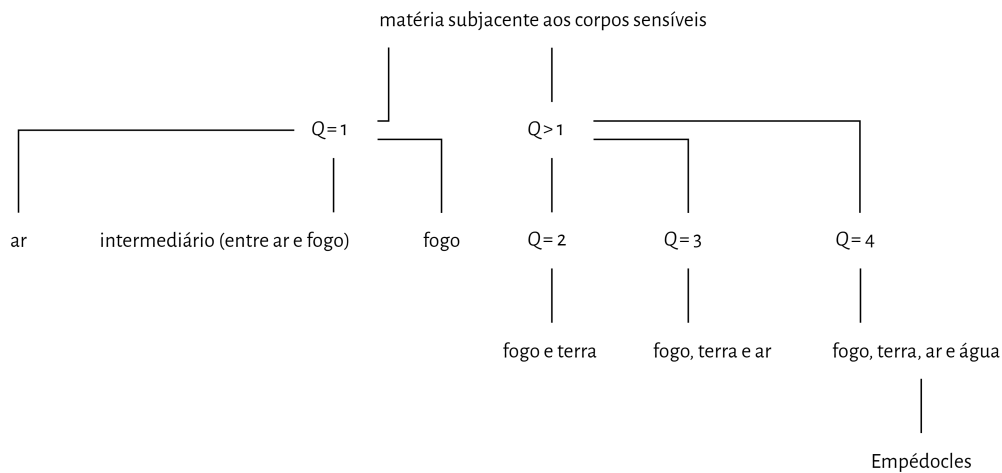 matéria subjacente aos corpos sensíveis
Q=1
Q>1
ar
intermediário (entre ar e fogo)
fogo
Q=2
Q=3
Q=4
fogo e terra
fogo, terra e ar
fogo, terra, ar e água
Empédocles